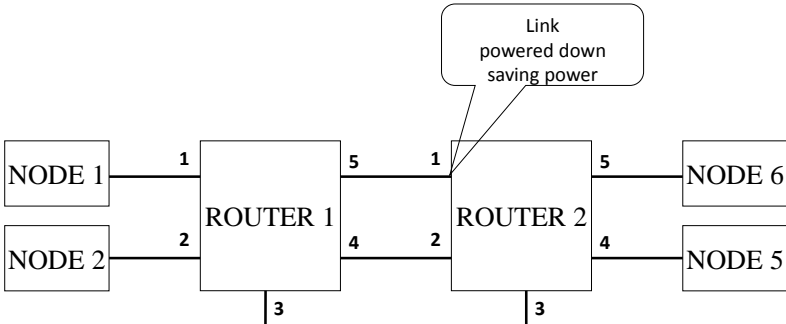 Link
powered down
saving power
1
5
1
5
NODE 1
NODE 6
ROUTER 1
ROUTER 2
2
4
2
4
NODE 2
NODE 5
3
3